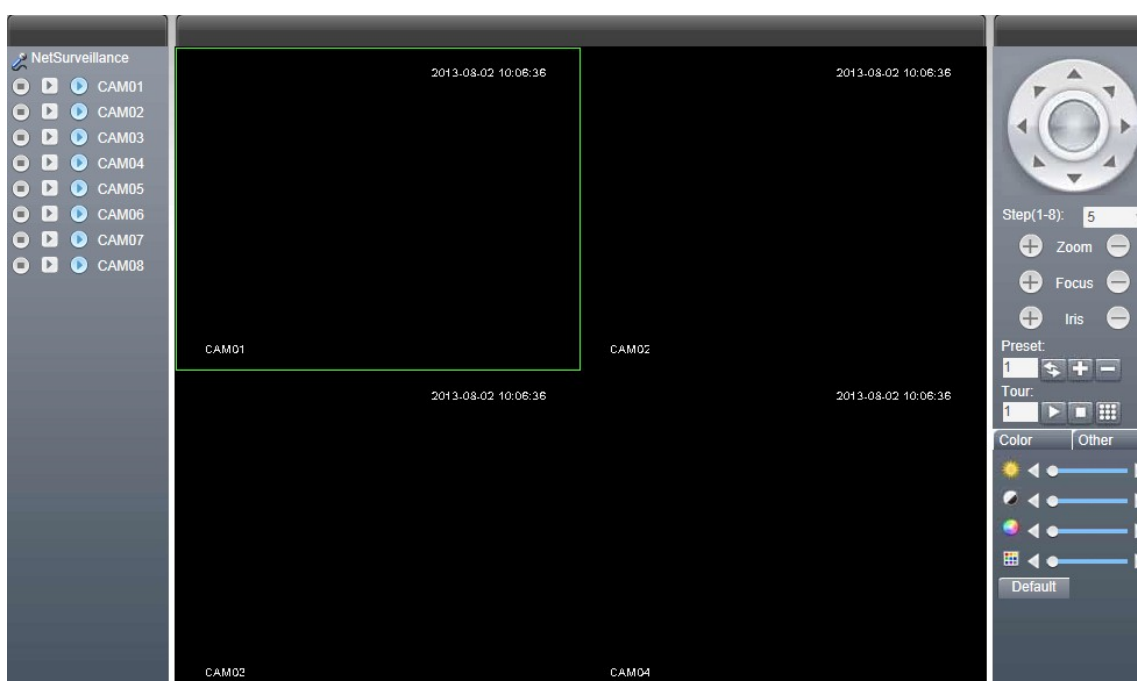 NetSurveillance
CAM01
CAM02
CAM03
CAM04
CAM05
CAM06
CAM07
CAM08
2013-08-02 10:06:36
CAM01
2013-08-02 10:06:36
CAM02
2013-08-02 10:06:36
CAM03
2013-08-02 10:06:36
CAM04
Step(1-8): 5
Zoom
Focus
Iris
Preset:
1
Tour:
1
Color Other
Default